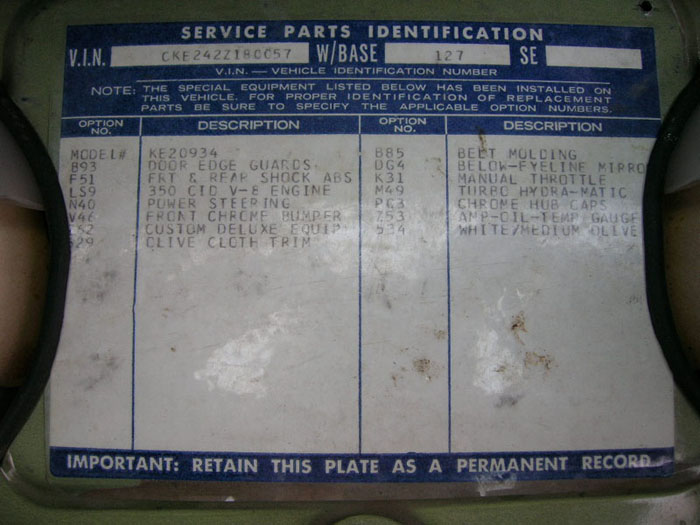 SERVICE PARTS IDENTIFICATION
V.I.N. CKE242Z180057 W/BASE 127 SE
V.I.N. — VEHICLE IDENTIFICATION NUMBER
NOTE: THE SPECIAL EQUIPMENT LISTED BELOW HAS BEEN INSTALLED ON
THIS VEHICLE. FOR PROPER IDENTIFICATION OF REPLACEMENT
PARTS BE SURE TO SPECIFY THE APPLICABLE OPTION NUMBERS.
OPTION NO. DESCRIPTION OPTION NO. DESCRIPTION
MODEL# KE20934 B85 BELT MOLDING
B93 DOOR EDGE GUARDS DG4 BELOW-EYELINE MIRRO
F51 FRT & REAR SHOCK ABS K31 MANUAL THROTTLE
LS9 350 CID V-8 ENGINE M49 TURBO HYDRA-MATIC
N40 POWER STEERING CHROME HUB CAPS
V46 FRONT CHROME BUMPER Z53 AMP-OIL-TEMP GAUGE
Z62 CUSTOM DELUXE EQUIP 534 WHITE/MEDIUM OLIVE
OLIVE CLOTH TRIM
IMPORTANT: RETAIN THIS PLATE AS A PERMANENT RECORD